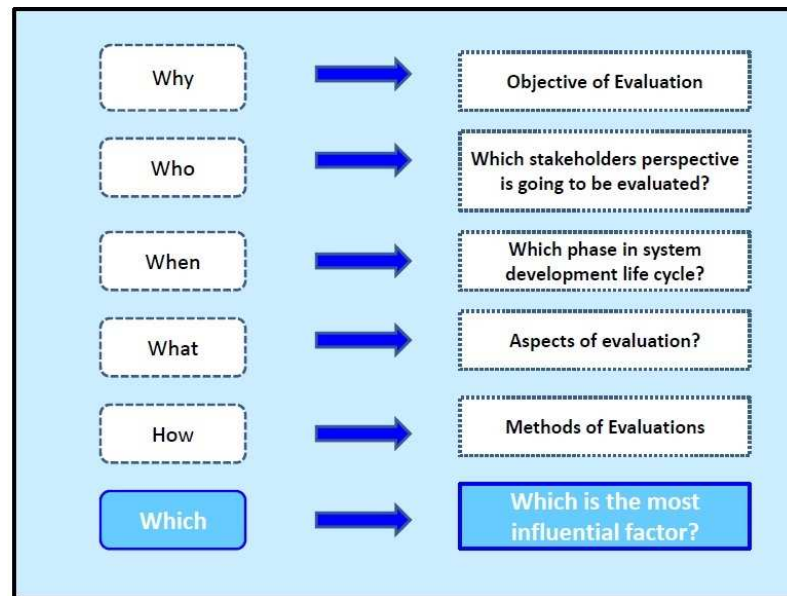 Why
Objective of Evaluation
Who
Which stakeholders perspective
is going to be evaluated?
When
Which phase in system
development life cycle?
What
Aspects of evaluation?
How
Methods of Evaluations
Which
Which is the most
influential factor?